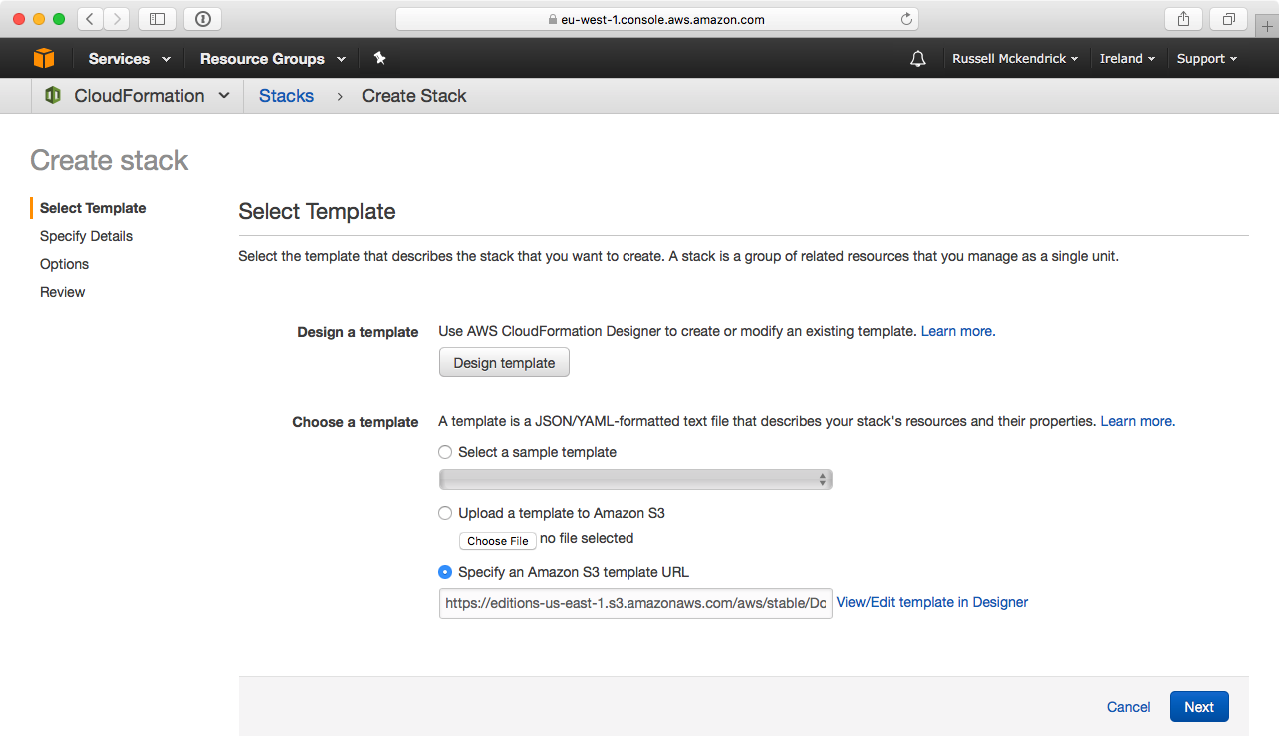 eu-west-1.console.aws.amazon.com
Services Resource Groups Russell Mckendrick Ireland Support
CloudFormation Stacks > Create Stack
Create stack
Select Template
Specify Details
Options
Review
Select Template
Select the template that describes the stack that you want to create. A stack is a group of related resources that you manage as a single unit.
Design a template Use AWS CloudFormation Designer to create or modify an existing template. Learn more.
Design template
Choose a template A template is a JSON/YAML-formatted text file that describes your stack's resources and their properties. Learn more.
Select a sample template
Upload a template to Amazon S3
Choose File no file selected
Specify an Amazon S3 template URL
https://editions-us-east-1.s3.amazonaws.com/aws/stable/Do View/Edit template in Designer
Cancel Next